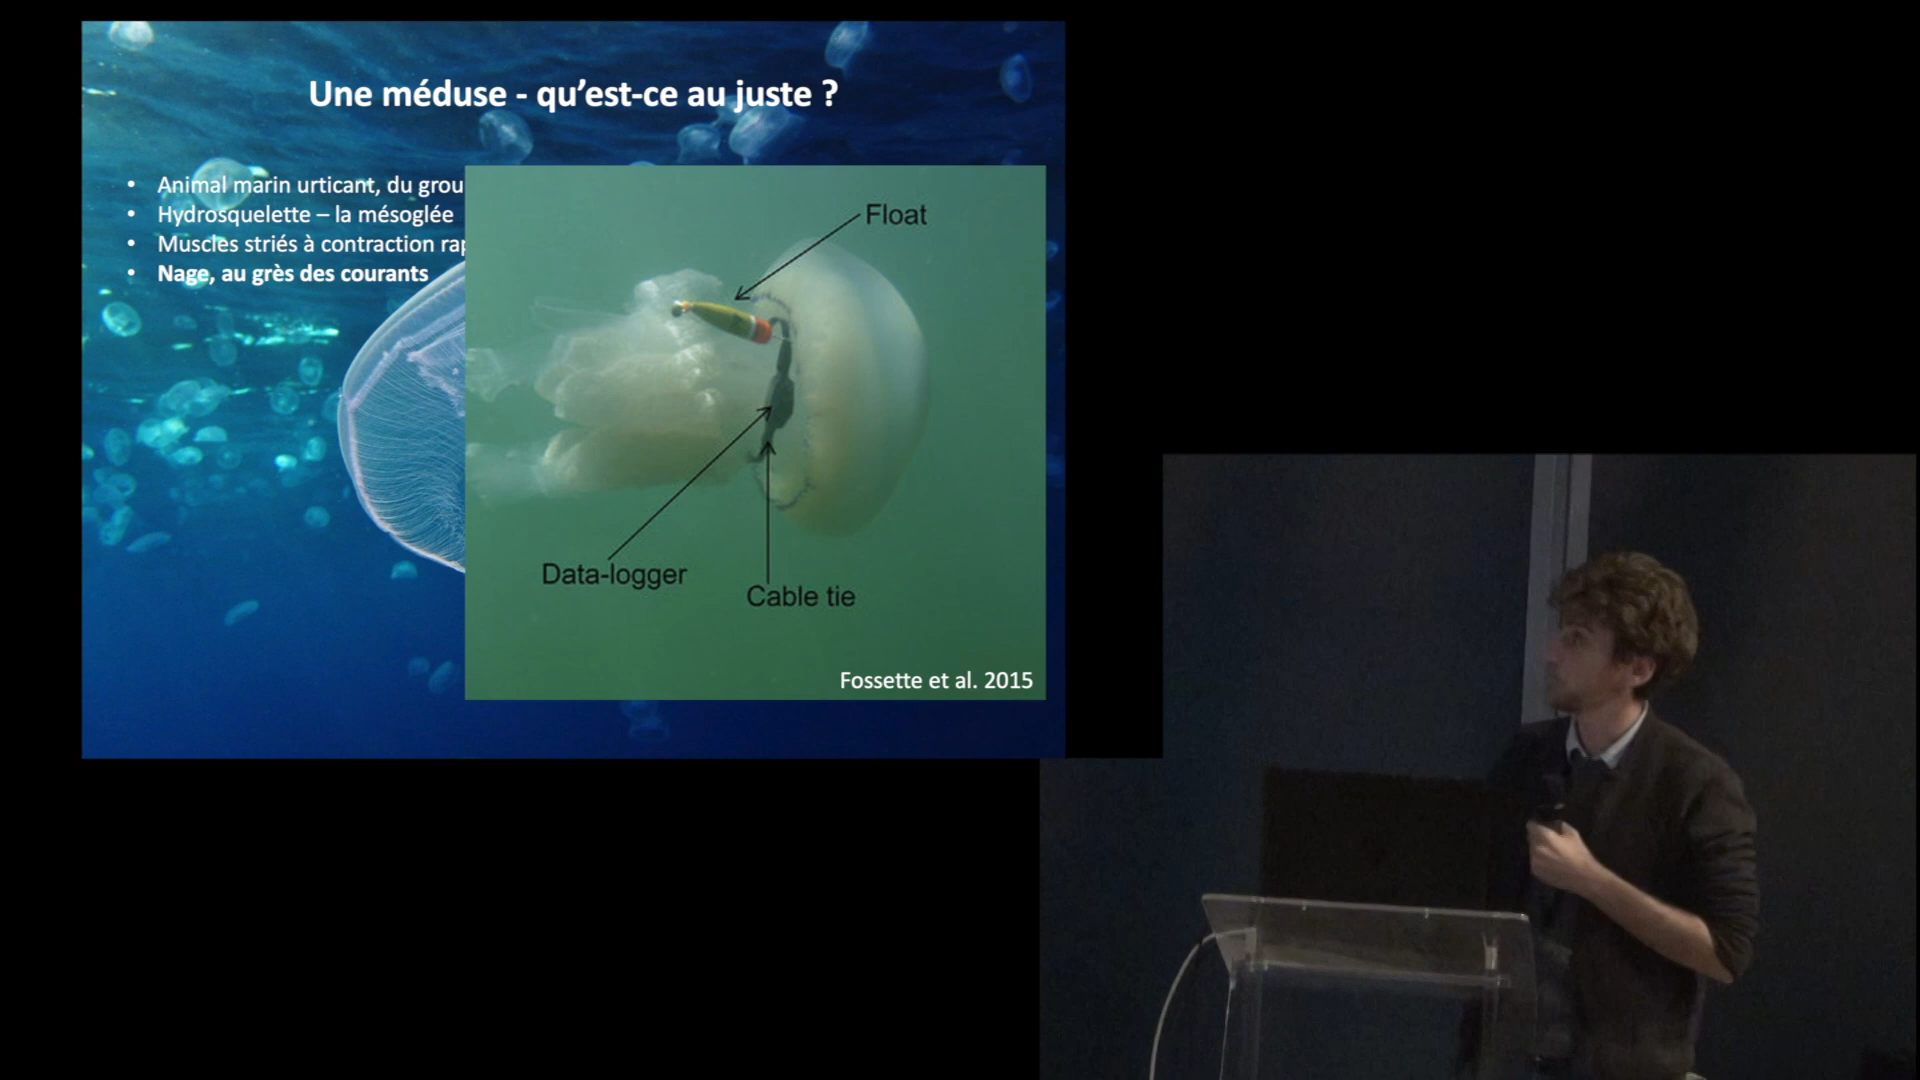 Une méduse - qu’est-ce au juste ?
• Animal marin urticant, du grou
• Hydrosquelette – la mésoglée
• Muscles striés à contraction rap
• Nage, au grès des courants
Float
Data-logger
Cable tie
Fossette et al. 2015